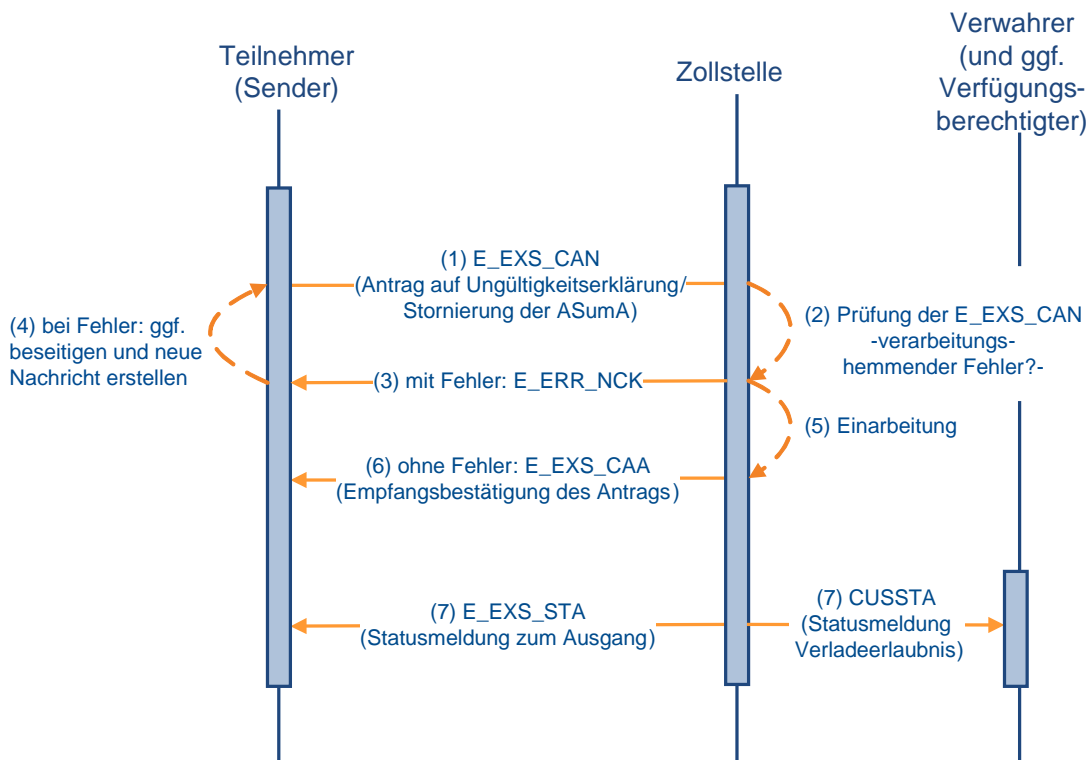 Teilnehmer
(Sender)
Zollstelle
Verwahrer
(und ggf.
Verfügungs-
berechtigter)
(1) E_EXS_CAN
(Antrag auf Ungültigkeitserklärung/
Stornierung der ASumA)
(2) Prüfung der E_EXS_CAN
-verarbeitungs-
hemmender Fehler?-
(4) bei Fehler: ggf.
beseitigen und neue
Nachricht erstellen
(3) mit Fehler: E_ERR_NCK
(5) Einarbeitung
(6) ohne Fehler: E_EXS_CAA
(Empfangsbestätigung des Antrags)
(7) E_EXS_STA
(Statusmeldung zum Ausgang)
(7) CUSSTA
(Statusmeldung
Verladeerlaubnis)